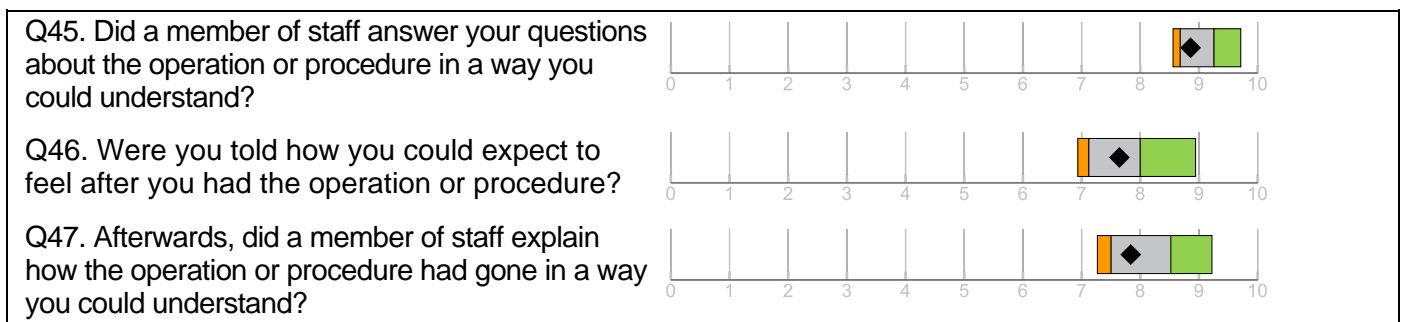 Q45. Did a member of staff answer your questions
about the operation or procedure in a way you
could understand?
0 1 2 3 4 5 6 7 8 9 10
Q46. Were you told how you could expect to
feel after you had the operation or procedure?
0 1 2 3 4 5 6 7 8 9 10
Q47. Afterwards, did a member of staff explain
how the operation or procedure had gone in a way
you could understand?
0 1 2 3 4 5 6 7 8 9 10